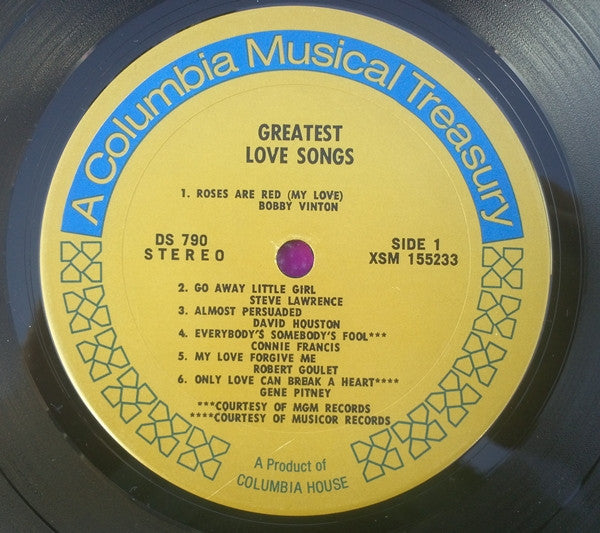 A Columbia Musical Treasury
GREATEST
LOVE SONGS
1. ROSES ARE RED (MY LOVE)
BOBBY VINTON
DS 790
STEREO
SIDE 1
XSM 155233
2. GO AWAY LITTLE GIRL
STEVE LAWRENCE
3. ALMOST PERSUADED
DAVID HOUSTON
4. EVERYBODY'S SOMEBODY'S FOOL***
CONNIE FRANCIS
5. MY LOVE FORGIVE ME
ROBERT GOULET
6. ONLY LOVE CAN BREAK A HEART****
GENE PITNEY
***COURTESY OF MGM RECORDS
****COURTESY OF MUSICOR RECORDS
A Product of
COLUMBIA HOUSE